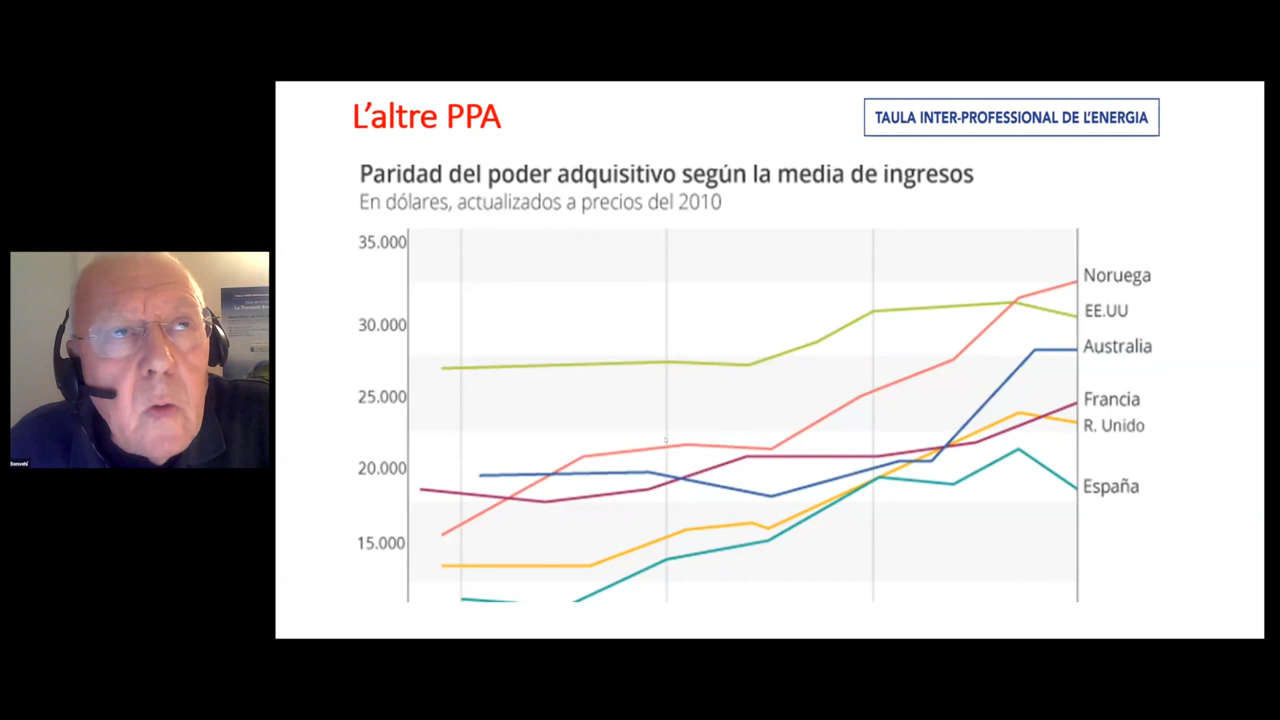 L'altre PPA
TAULA INTER-PROFESSIONAL DE L'ENERGIA
Paridad del poder adquisitivo según la media de ingresos
En dólares, actualizados a precios del 2010
35.000
30.000
25.000
20.000
15.000
Noruega
EE.UU
Australia
Francia
R. Unido
España